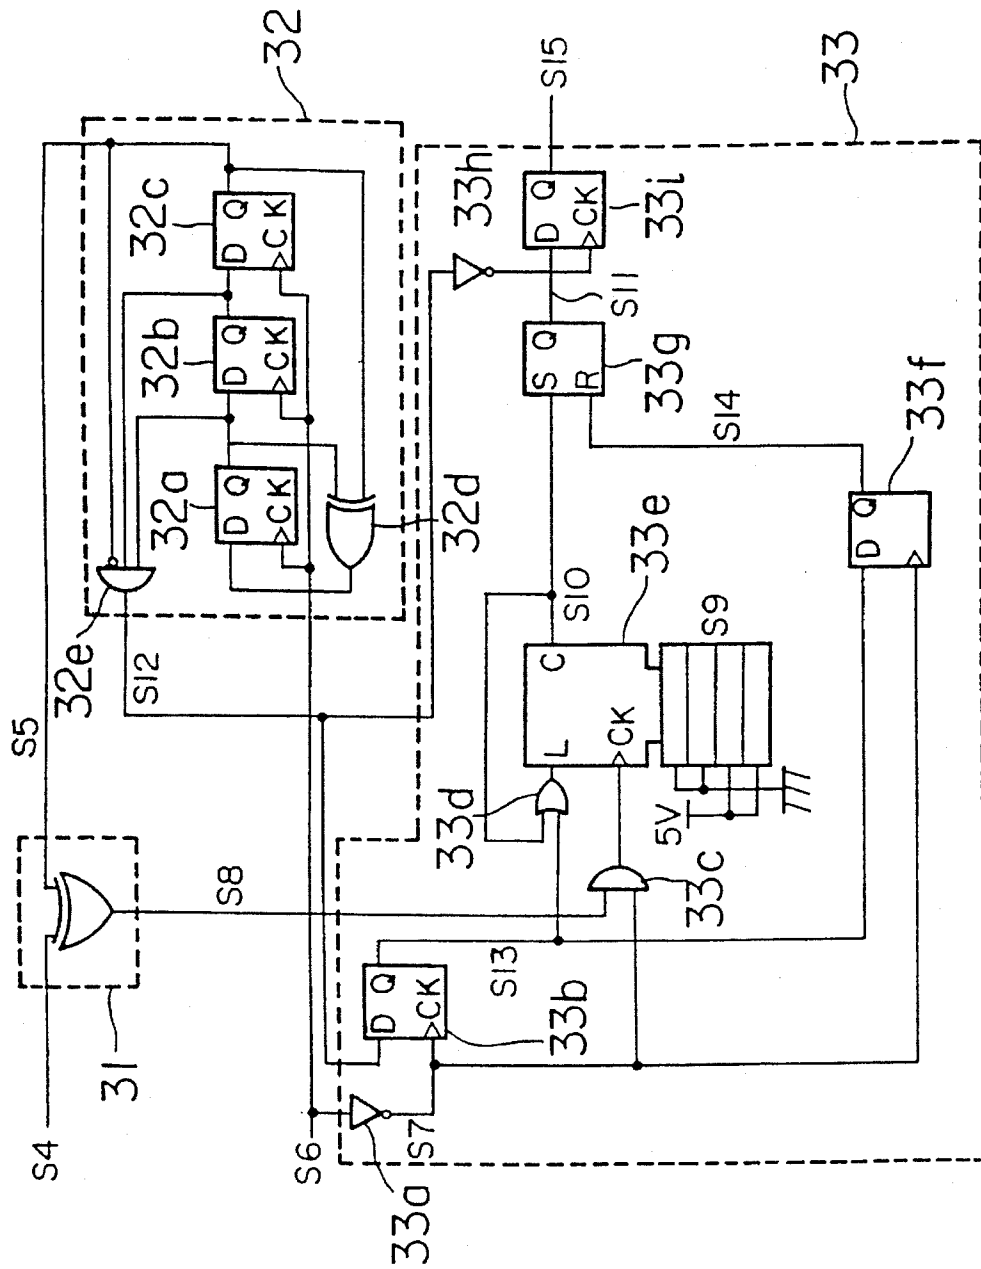 S4
31
S8
S5
32e
S12
32a
D Q
CK
32b
D Q
CK
32c
D Q
CK
32
32d
S6
33a
S7
D Q
CK
33b
S13
33c
33d
L C
CK
33e
S9
5V
S10
S Q
R
33g
S11
33h
D Q
CK
33i
S15
S14
D Q
33f
33